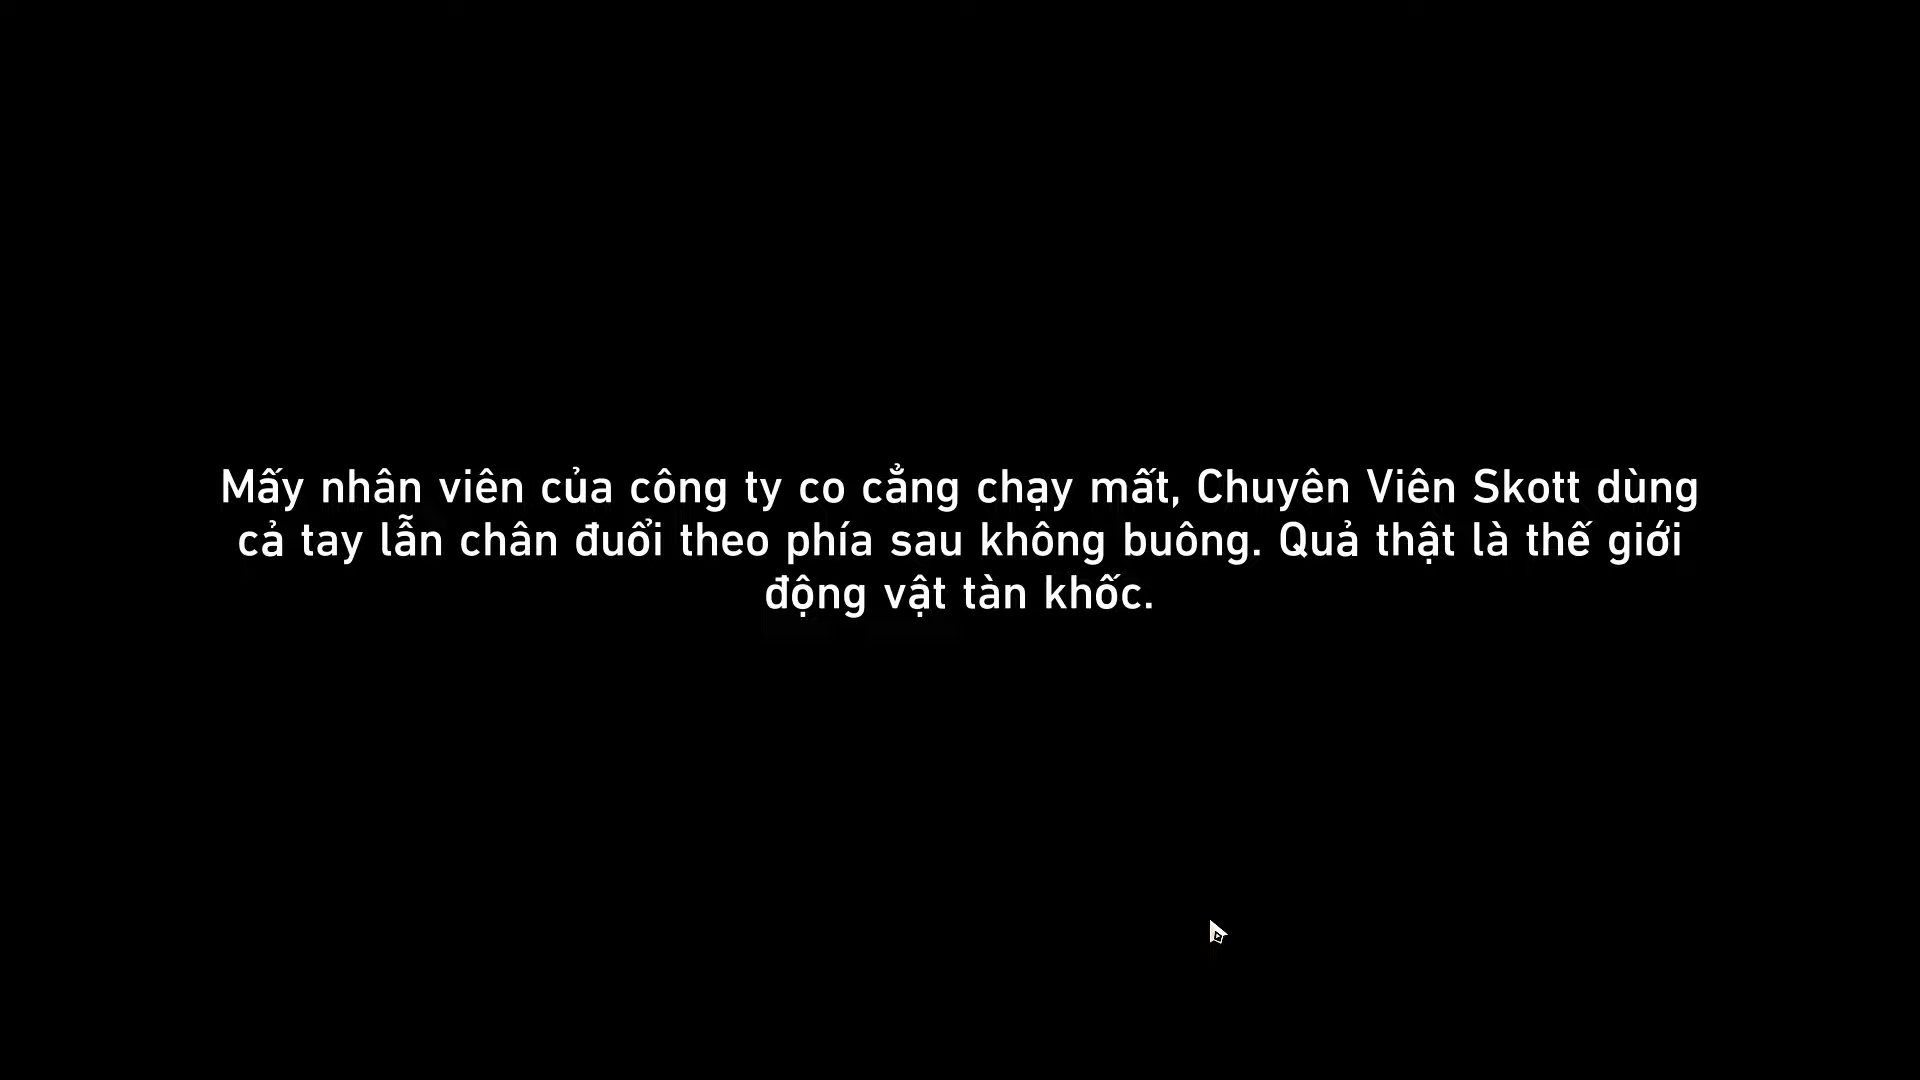 Mấy nhân viên của công ty co cẳng chạy mất, Chuyên Viên Skott dùng
cả tay lẫn chân đuổi theo phía sau không buông. Quả thật là thế giới
động vật tàn khốc.